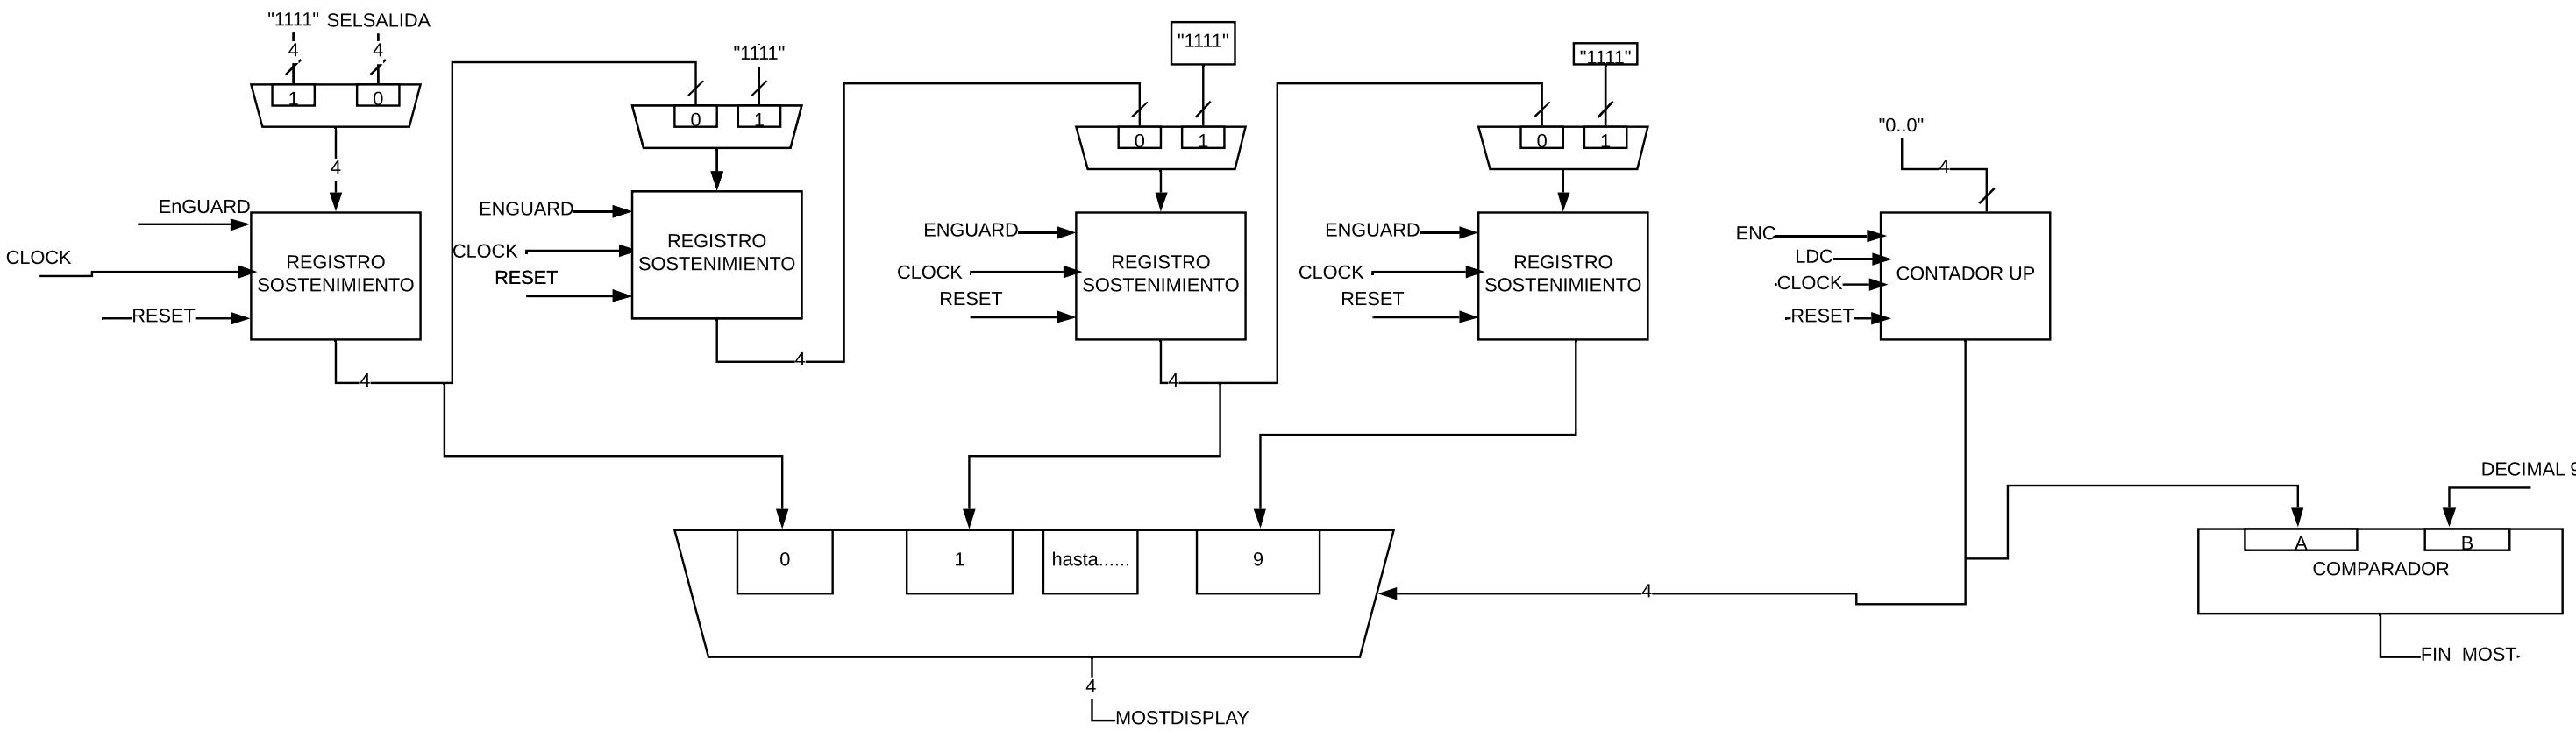 "1111" SELSALIDA
4 4
1 0
4
EnGUARD
CLOCK
RESET
REGISTRO
SOSTENIMIENTO
4
"1111"
0 1
ENGUARD
CLOCK
RESET
REGISTRO
SOSTENIMIENTO
4
"1111"
0 1
ENGUARD
CLOCK
RESET
REGISTRO
SOSTENIMIENTO
4
"1111"
0 1
ENGUARD
CLOCK
RESET
REGISTRO
SOSTENIMIENTO
"0..0"
4
ENC
LDC
CLOCK
RESET
CONTADOR UP
0 1 hasta...... 9
4
4
MOSTDISPLAY
DECIMAL 9
A B
COMPARADOR
FIN MOST